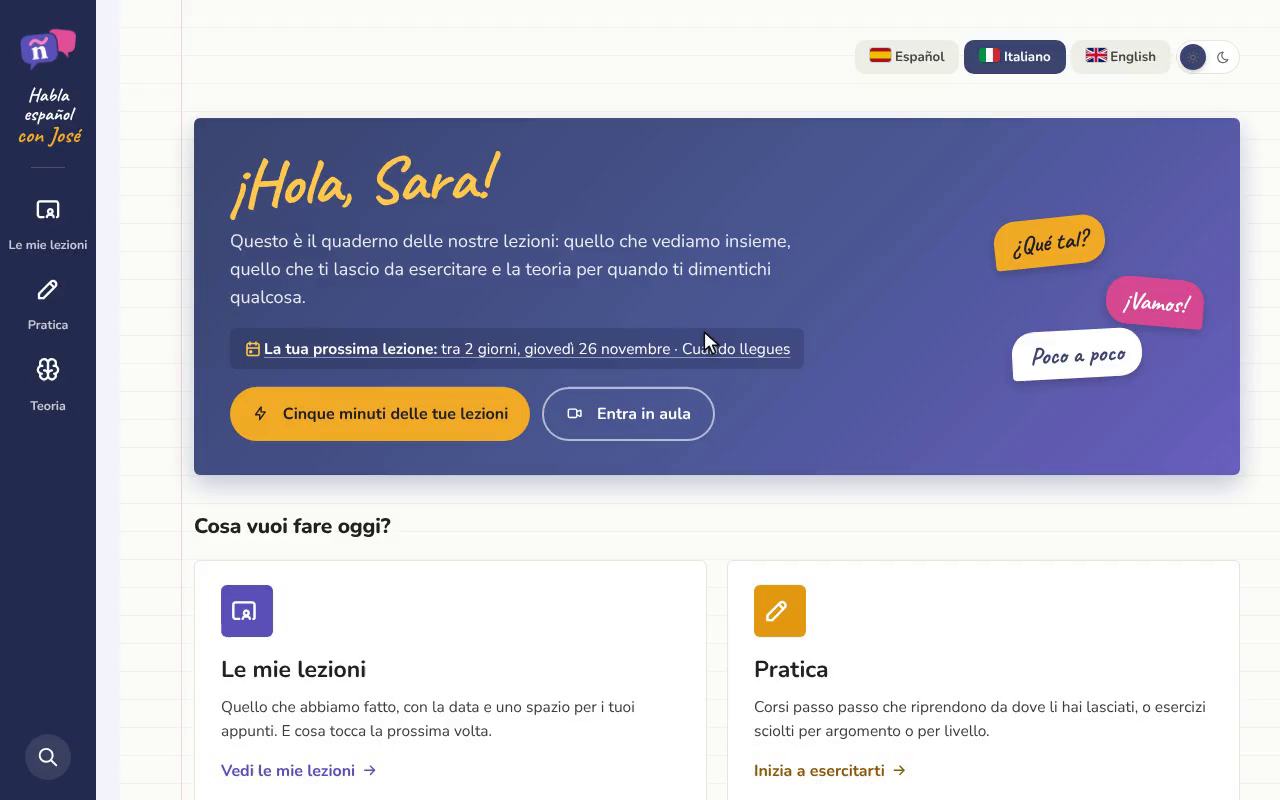 ñ
Habla
español
con José
Le mie lezioni
Pratica
Teoria
Español
Italiano
English
¡Hola, Sara!
Questo è il quaderno delle nostre lezioni: quello che vediamo insieme,
quello che ti lascio da esercitare e la teoria per quando ti dimentichi
qualcosa.
La tua prossima lezione: tra 2 giorni, giovedì 26 novembre · Cuando llegues
Cinque minuti delle tue lezioni
Entra in aula
¿Qué tal?
¡Vamos!
Poco a poco
Cosa vuoi fare oggi?
Le mie lezioni
Quello che abbiamo fatto, con la data e uno spazio per i tuoi
appunti. E cosa tocca la prossima volta.
Vedi le mie lezioni →
Pratica
Corsi passo passo che riprendono da dove li hai lasciati, o esercizi
sciolti per argomento o per livello.
Inizia a esercitarti →